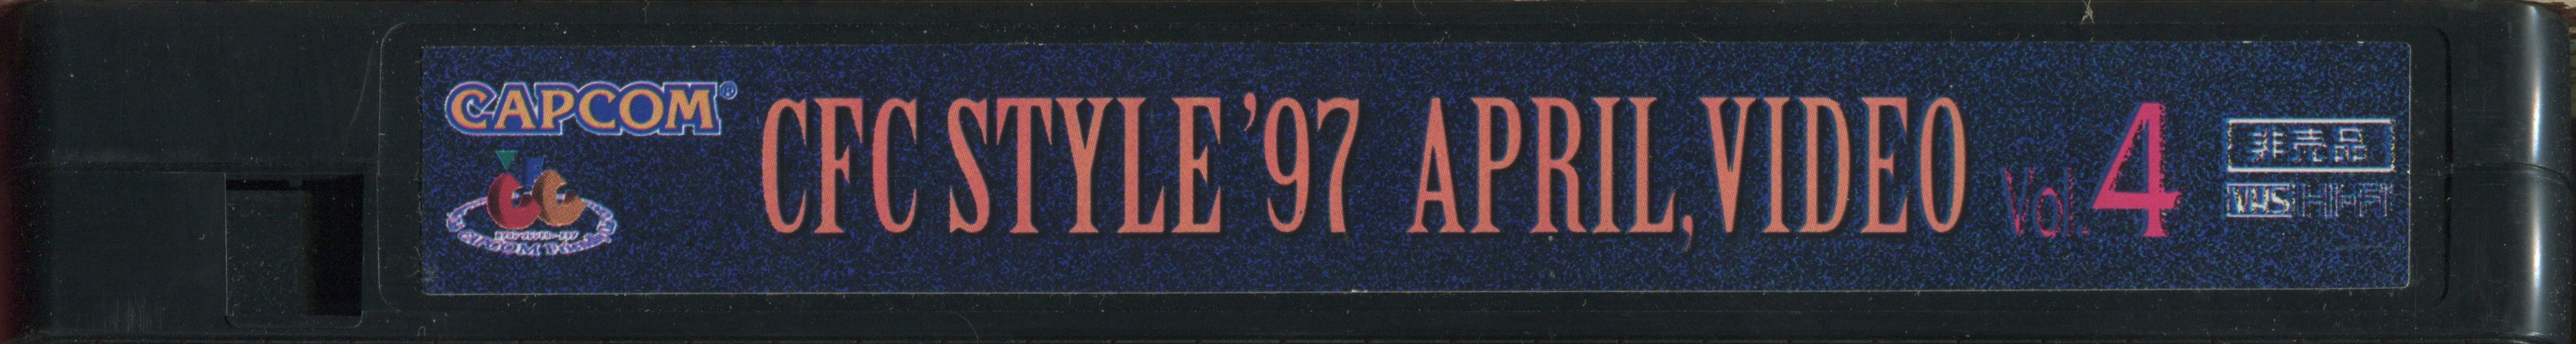 CAPCOM®
CFC STYLE '97 APRIL,VIDEO Vol.4
非売品
VHS HI-FI